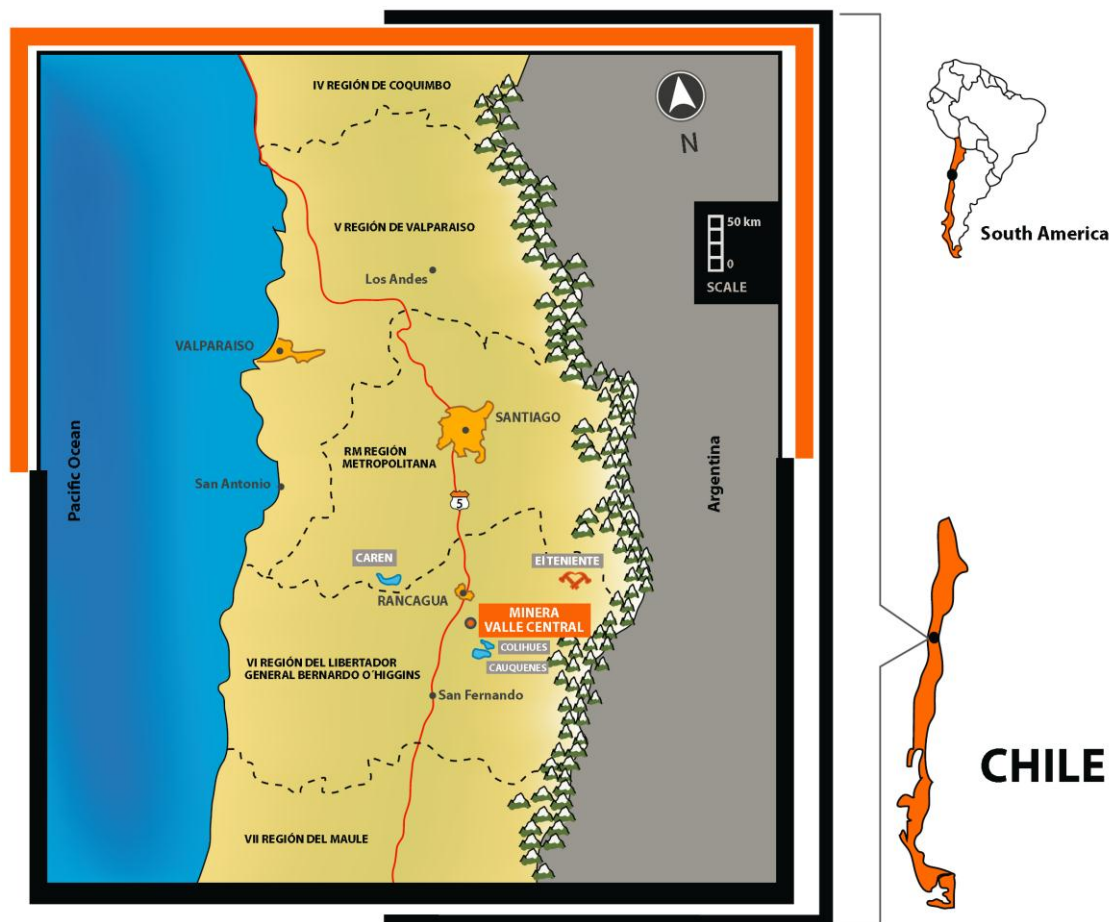 IV REGIÓN DE COQUIMBO
N
V REGIÓN DE VALPARAISO
50 km
0
SCALE
Los Andes
VALPARAISO
SANTIAGO
RM REGIÓN
METROPOLITANA
San Antonio
5
Pacific Ocean
Argentina
CAREN
ElTENIENTE
RANCAGUA
MINERA
VALLE CENTRAL
COLIHUES
CAUQUENES
VI REGIÓN DEL LIBERTADOR
GENERAL BERNARDO O´HIGGINS
San Fernando
VII REGIÓN DEL MAULE
South America
CHILE